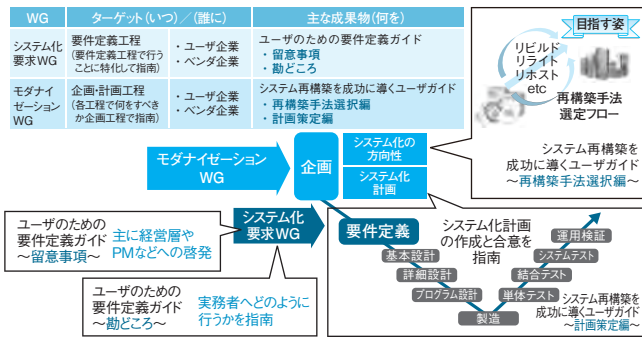 WG
ターゲット(いつ)／(誰に)
主な成果物(何を)
システム化
要求WG
要件定義工程
(要件定義工程で行う
ことに特化して指南)
・ユーザ企業
・ベンダ企業
ユーザのための要件定義ガイド
・留意事項
・勘どころ
モダナイ
ゼーション
WG
企画・計画工程
(各工程で何をすべき
か企画工程で指南)
・ユーザ企業
・ベンダ企業
システム再構築を成功に導くユーザガイド
・再構築手法選択編
・計画策定編
目指す姿
リビルド
リライト
リホスト
etc
再構築手法
選定フロー
システム再構築を
成功に導くユーザガイド
～再構築手法選択編～
モダナイゼーション
WG
企画
システム化の
方向性
システム化
計画
システム化
要求WG
要件定義
ユーザのための
要件定義ガイド
～留意事項～
主に経営層や
PMなどへの啓発
ユーザのための
要件定義ガイド
～勘どころ～
実務者へどのように
行うかを指南
システム化計画
の作成と合意を
指南
基本設計
詳細設計
プログラム設計
製造
単体テスト
結合テスト
システムテスト
運用検証
システム再構築を
成功に導くユーザガイド
～計画策定編～